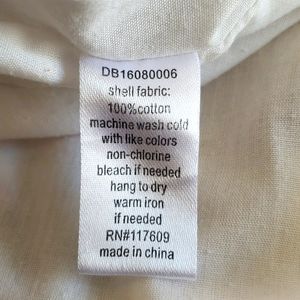 DB16080006
shell fabric:
100%cotton
machine wash cold
with like colors
non-chlorine
bleach if needed
hang to dry
warm iron
if needed
RN#117609
made in china